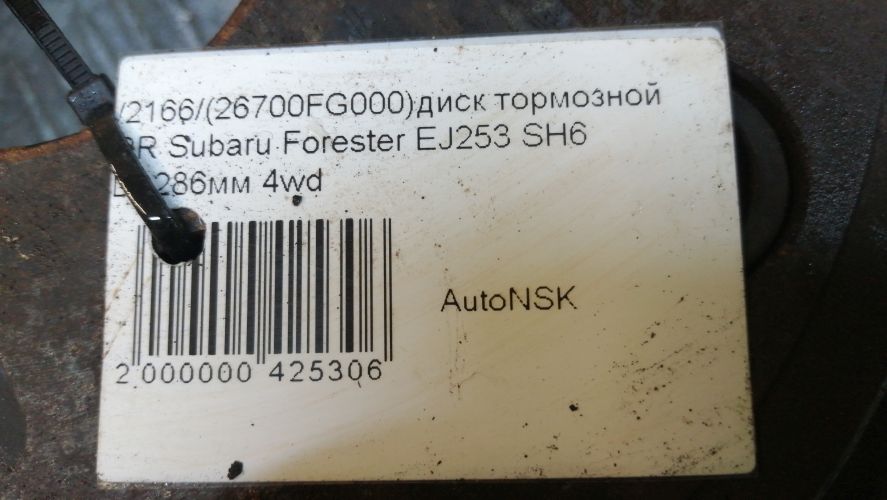 /2166/(26700FG000)диск тормозной
Subaru Forester EJ253 SH6
286мм 4wd
AutoNSK
2 000000 425306